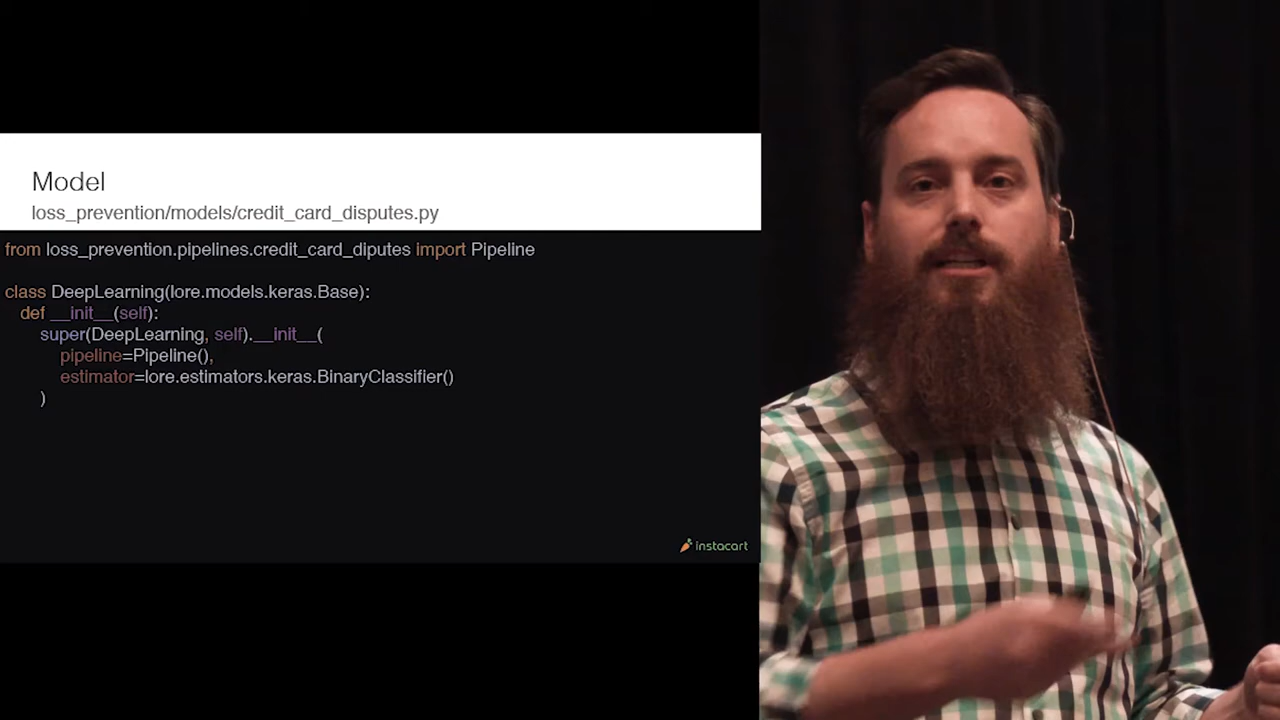 Model
loss_prevention/models/credit_card_disputes.py
from loss_prevention.pipelines.credit_card_diputes import Pipeline
class DeepLearning(lore.models.keras.Base):
def __init__(self):
super(DeepLearning, self).__init__(
pipeline=Pipeline(),
estimator=lore.estimators.keras.BinaryClassifier()
)
instacart